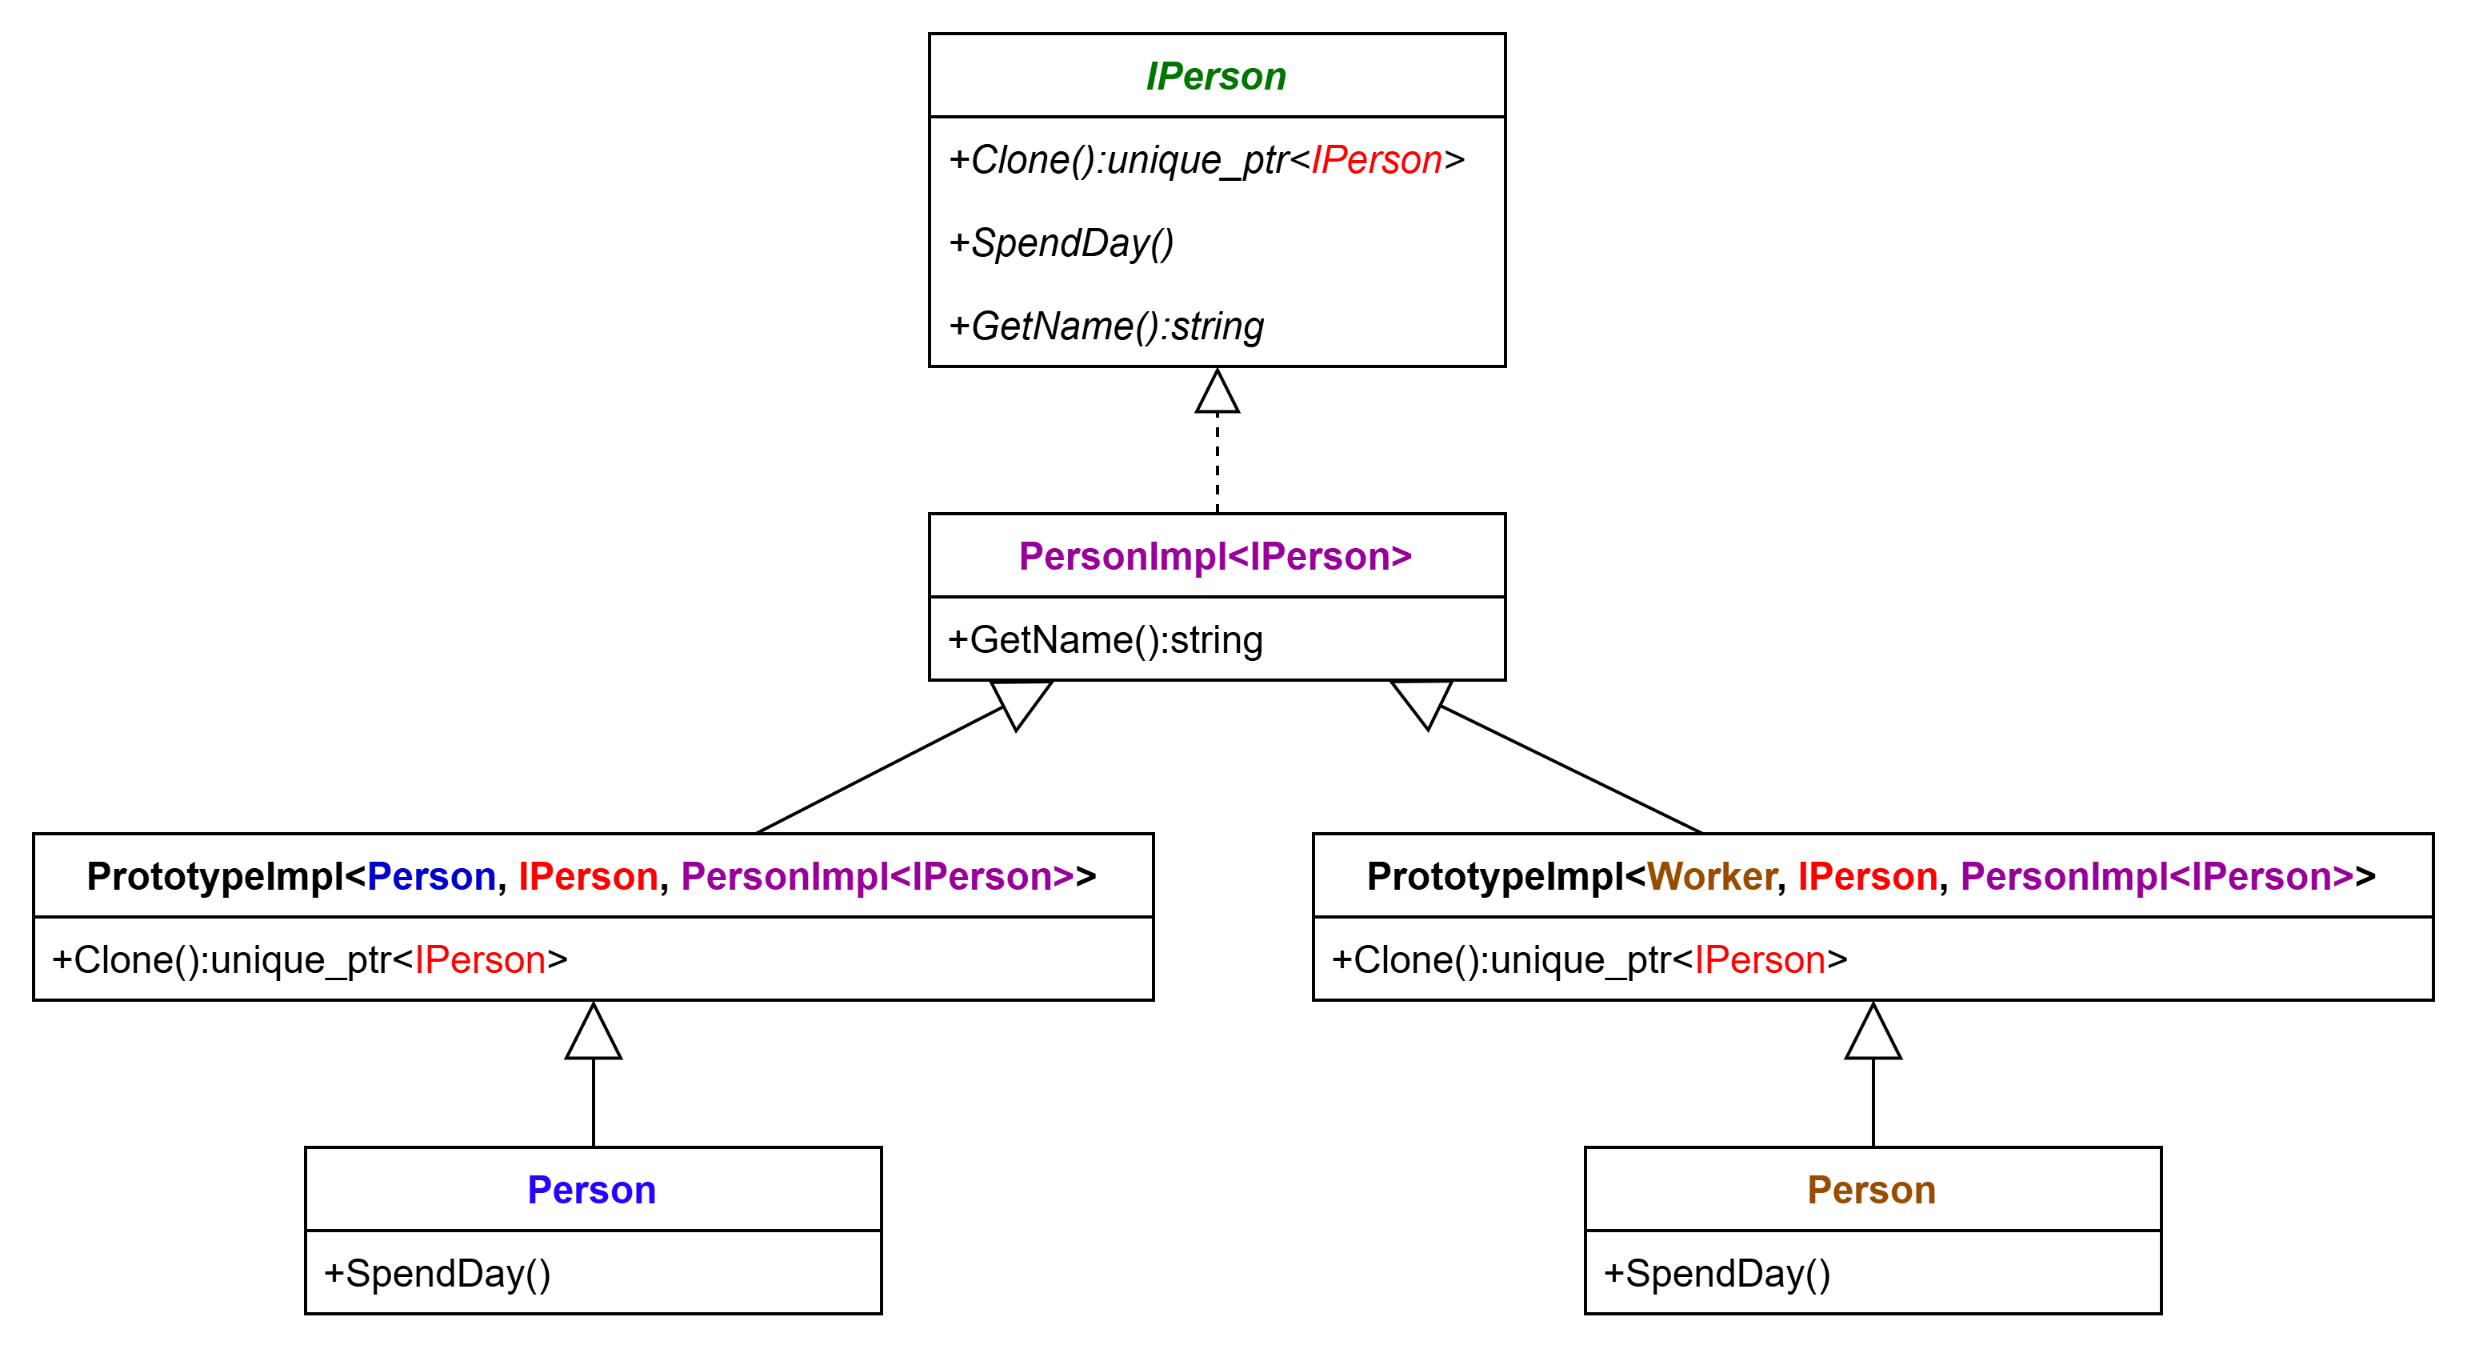 IPerson
+Clone():unique_ptr<IPerson>
+SpendDay()
+GetName():string
PersonImpl<IPerson>
+GetName():string
PrototypeImpl<Person, IPerson, PersonImpl<IPerson>>
+Clone():unique_ptr<IPerson>
PrototypeImpl<Worker, IPerson, PersonImpl<IPerson>>
+Clone():unique_ptr<IPerson>
Person
+SpendDay()
Person
+SpendDay()